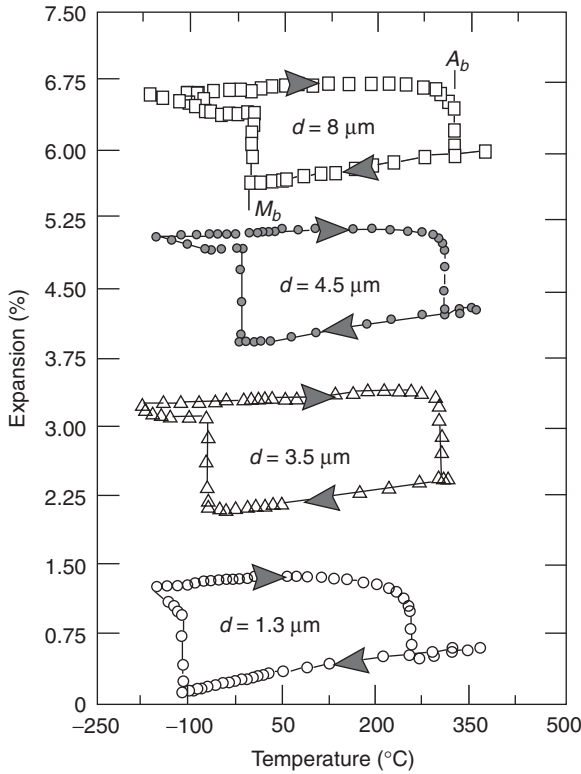 7.50
6.75
6.00
5.25
4.50
3.75
3.00
2.25
1.50
0.75
0
Expansion (%)
A_b
d = 8 μm
M_b
d = 4.5 μm
d = 3.5 μm
d = 1.3 μm
−250 −100 50 200 350 500
Temperature (°C)